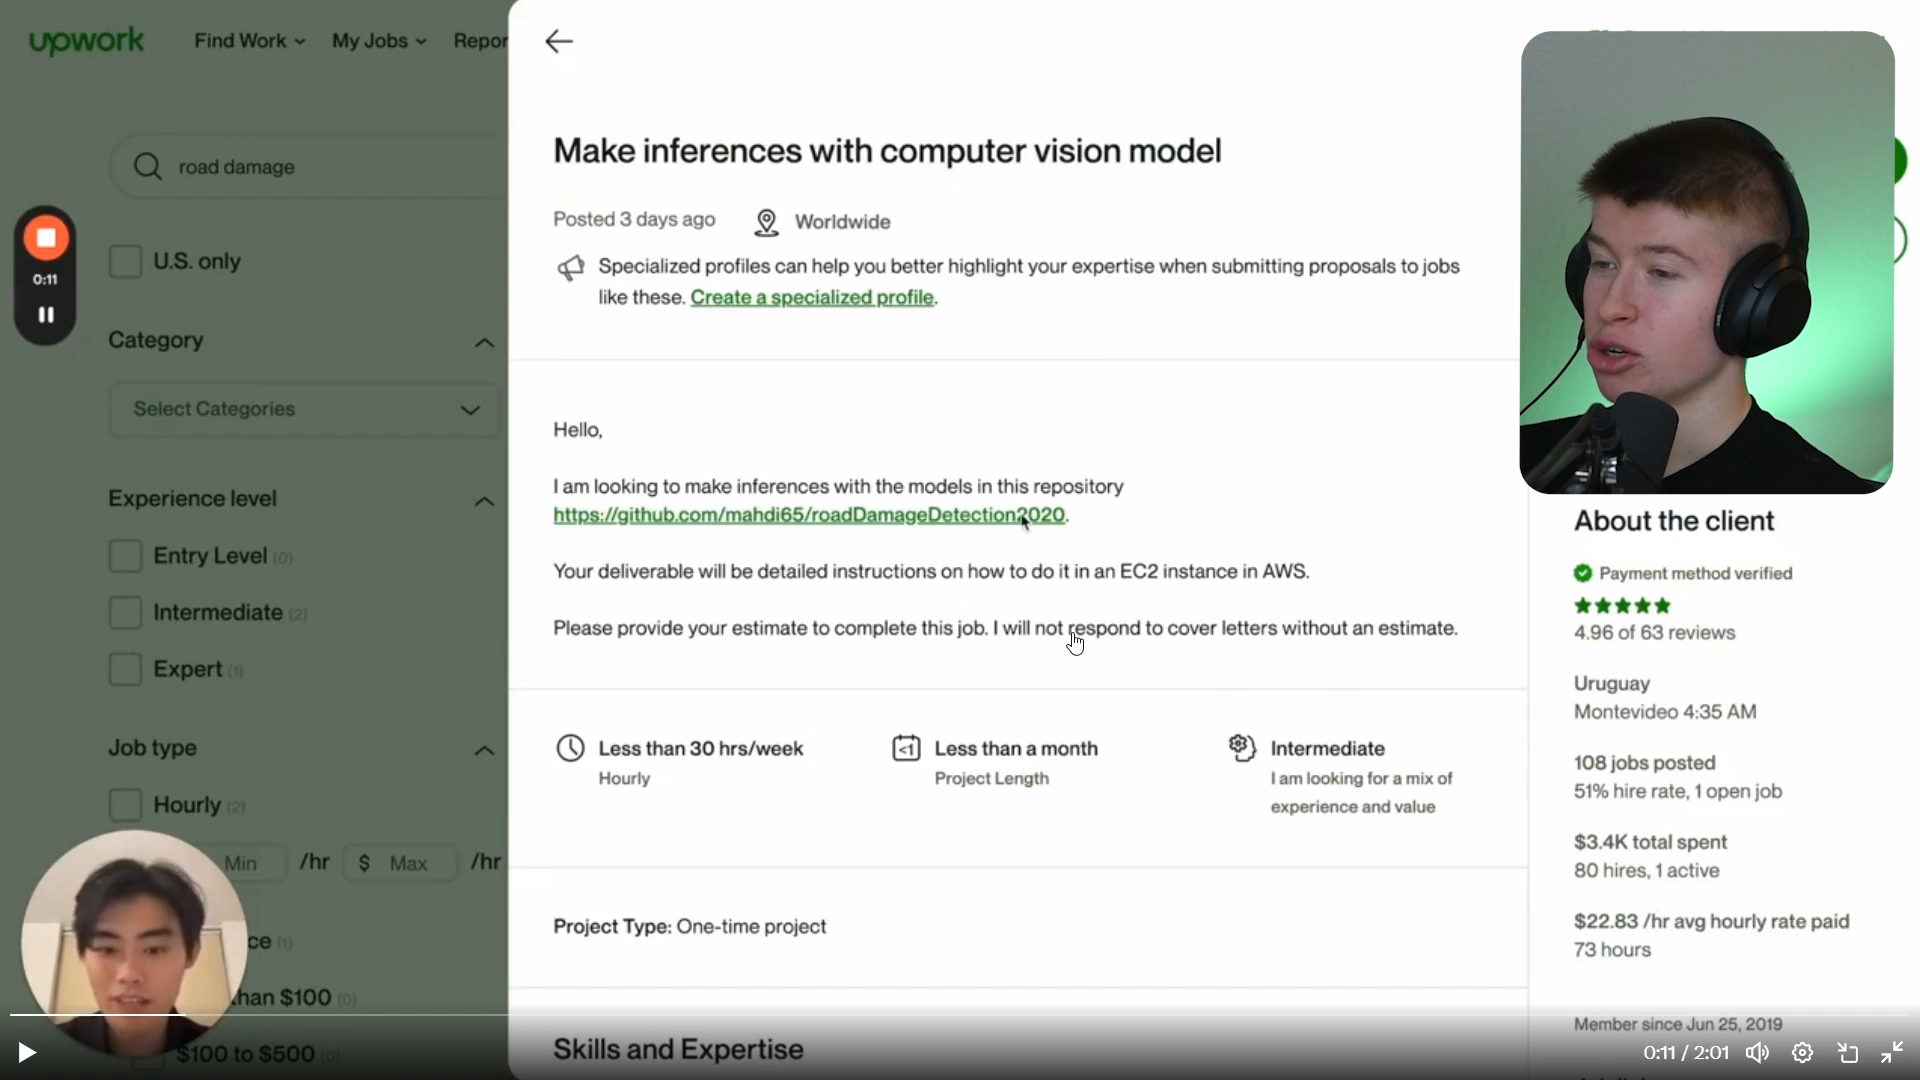 upwork
Find Work
My Jobs
Repor
road damage
0:11
U.S. only
Category
Select Categories
Experience level
Entry Level (0)
Intermediate (2)
Expert (1)
Job type
Hourly (2)
Min /hr $ Max /hr
ce (1)
than $100 (0)
$100 to $500 (0)
Make inferences with computer vision model
Posted 3 days ago Worldwide
Specialized profiles can help you better highlight your expertise when submitting proposals to jobs
like these. Create a specialized profile.
Hello,
I am looking to make inferences with the models in this repository
https://github.com/mahdi65/roadDamageDetection2020.
Your deliverable will be detailed instructions on how to do it in an EC2 instance in AWS.
Please provide your estimate to complete this job. I will not respond to cover letters without an estimate.
Less than 30 hrs/week
Hourly
<1
Less than a month
Project Length
Intermediate
I am looking for a mix of
experience and value
Project Type: One-time project
Skills and Expertise
About the client
Payment method verified
4.96 of 63 reviews
Uruguay
Montevideo 4:35 AM
108 jobs posted
51% hire rate, 1 open job
$3.4K total spent
80 hires, 1 active
$22.83 /hr avg hourly rate paid
73 hours
Member since Jun 25, 2019
0:11 / 2:01